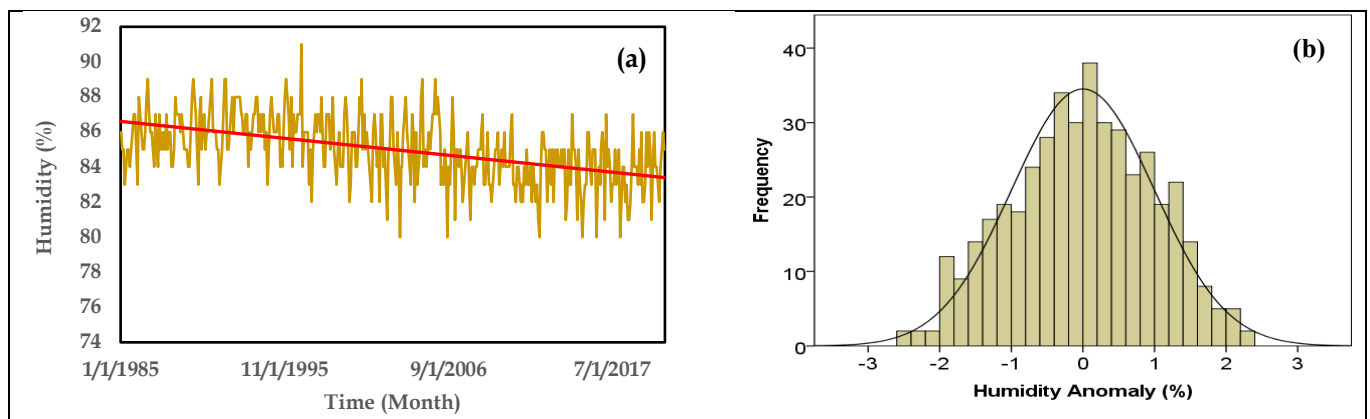 92
90
88
86
84
82
80
78
76
74
Humidity (%)
(a)
1/1/1985 11/1/1995 9/1/2006 7/1/2017
Time (Month)
(b)
40
30
20
10
0
Frequency
-3 -2 -1 0 1 2 3
Humidity Anomaly (%)